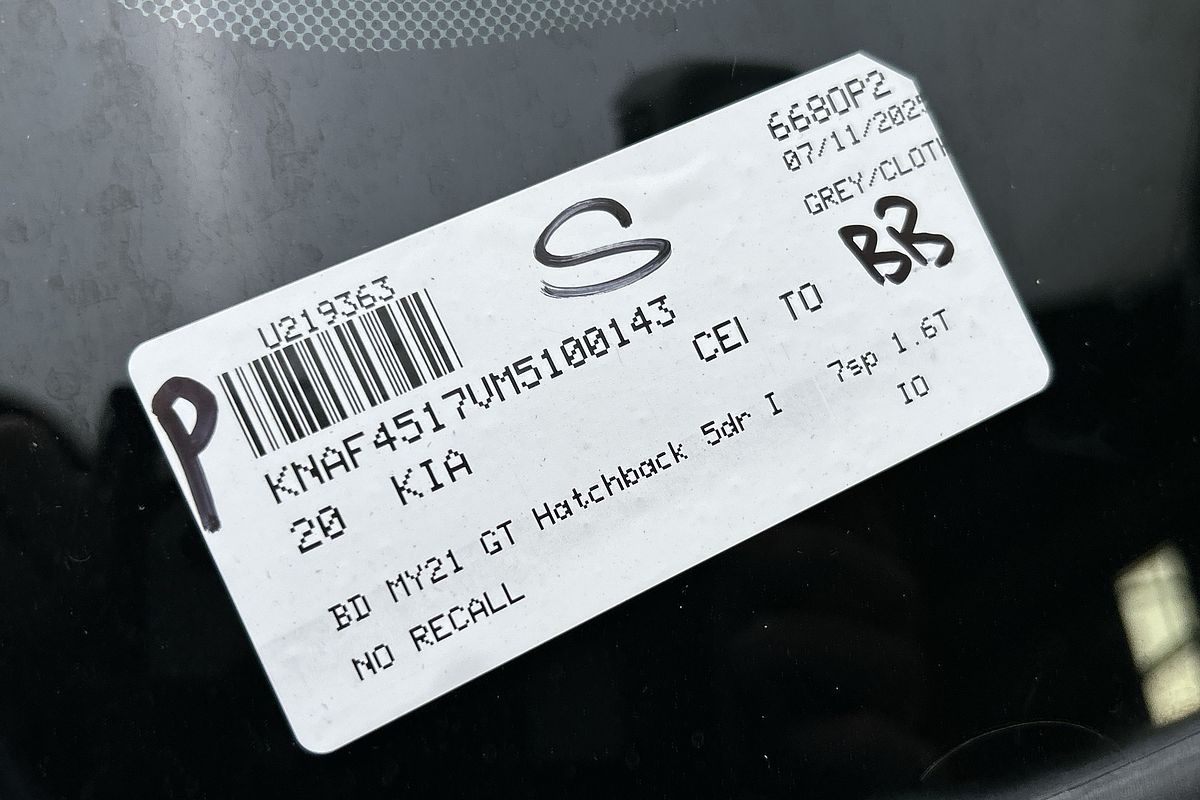 6680P2
07/11/2025
GREY/CLOTH
S
BB
U219363
P
KNAF4517VM5100143
CEI TO
20 KIA
BD MY21 GT Hatchback 5dr I 7sp 1.6T
IO
NO RECALL